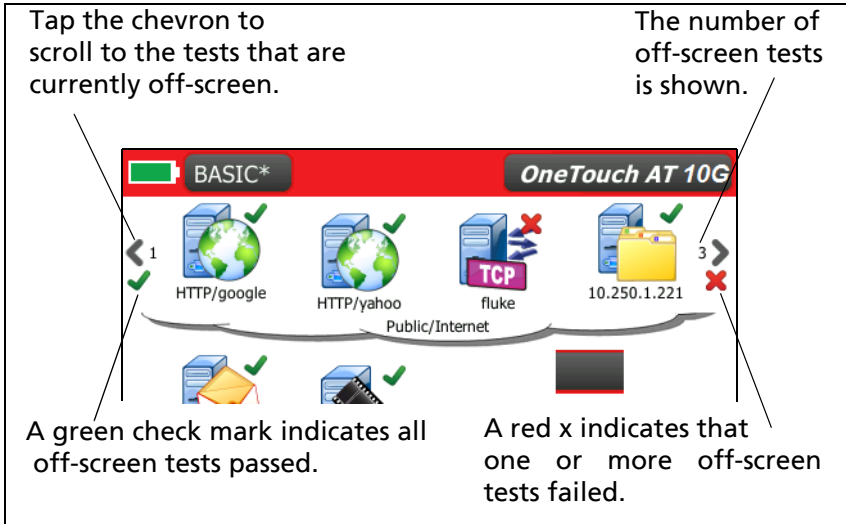 Tap the chevron to
scroll to the tests that are
currently off-screen.
The number of
off-screen tests
is shown.
BASIC*
OneTouch AT 10G
1
3
TCP
HTTP/google
HTTP/yahoo
fluke
10.250.1.221
Public/Internet
A green check mark indicates all
off-screen tests passed.
A red x indicates that
one or more off-screen
tests failed.